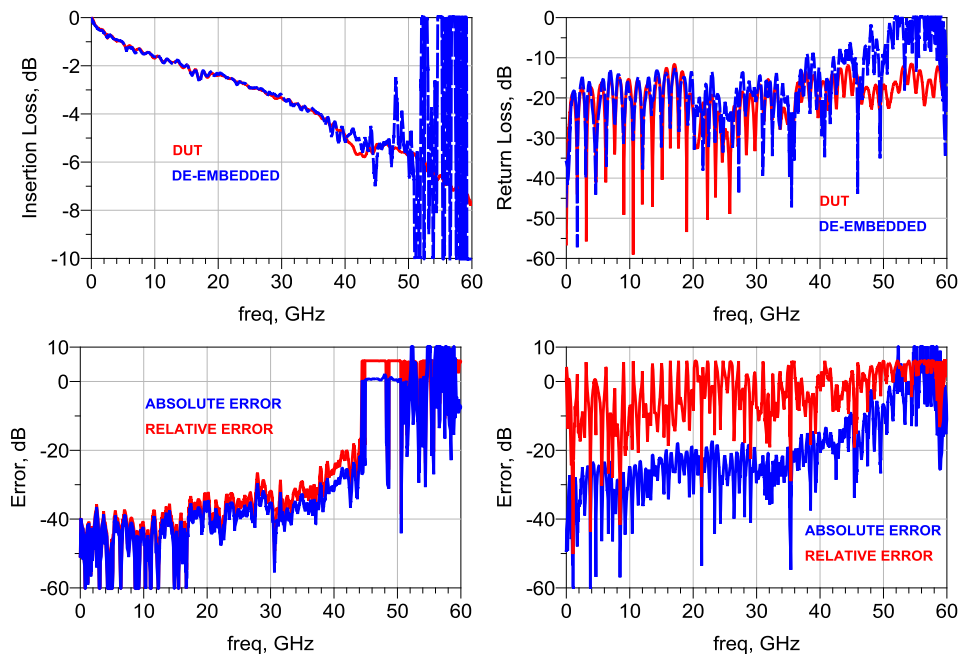 0
-2
-4
-6
-8
-10
Insertion Loss, dB
DUT
DE-EMBEDDED
0 10 20 30 40 50 60
freq, GHz
0
-10
-20
-30
-40
-50
-60
Return Loss, dB
DUT
DE-EMBEDDED
0 10 20 30 40 50 60
freq, GHz
10
0
-20
-40
-60
Error, dB
ABSOLUTE ERROR
RELATIVE ERROR
0 10 20 30 40 50 60
freq, GHz
10
0
-20
-40
-60
Error, dB
ABSOLUTE ERROR
RELATIVE ERROR
0 10 20 30 40 50 60
freq, GHz